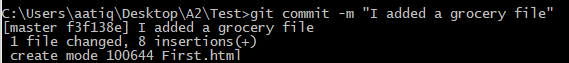 C:\Users\aatiq\Desktop\A2\Test>git commit -m "I added a grocery file"
[master f3f138e] I added a grocery file
 1 file changed, 8 insertions(+)
 create mode 100644 First.html